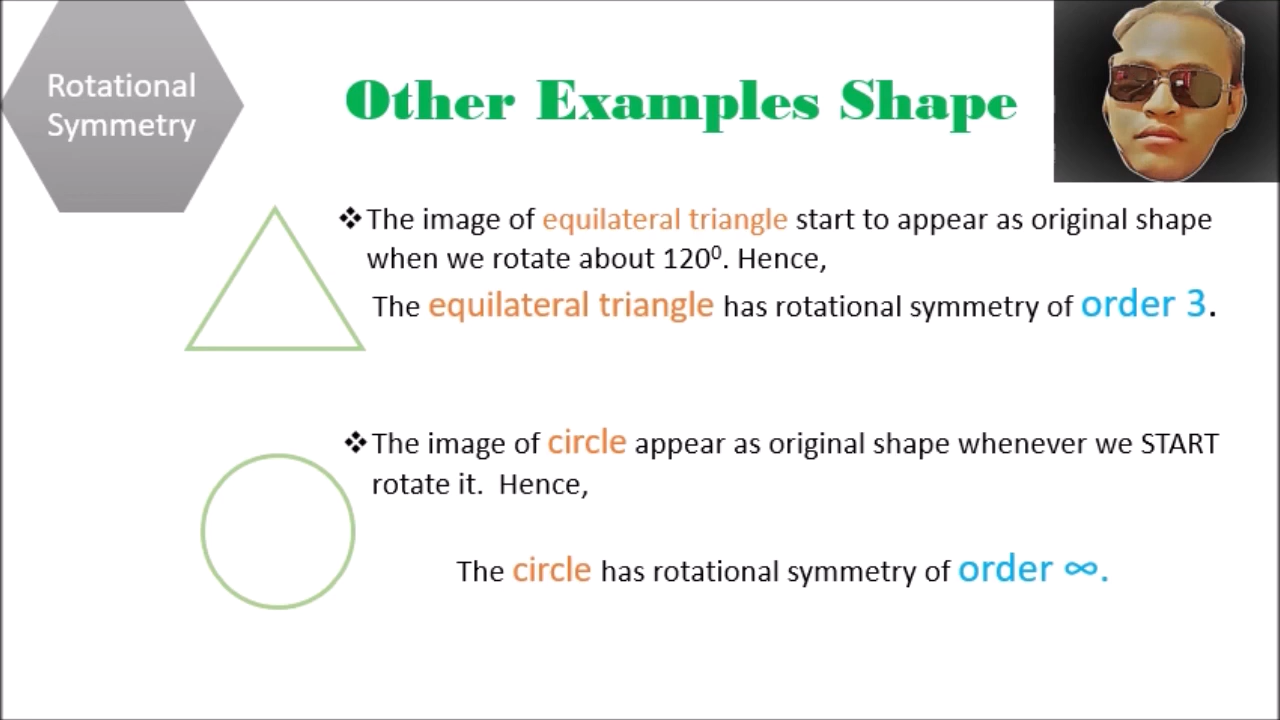 Rotational
Symmetry
Other Examples Shape
❖The image of equilateral triangle start to appear as original shape
when we rotate about 120⁰. Hence,
The equilateral triangle has rotational symmetry of order 3.
❖The image of circle appear as original shape whenever we START
rotate it. Hence,
The circle has rotational symmetry of order ∞.